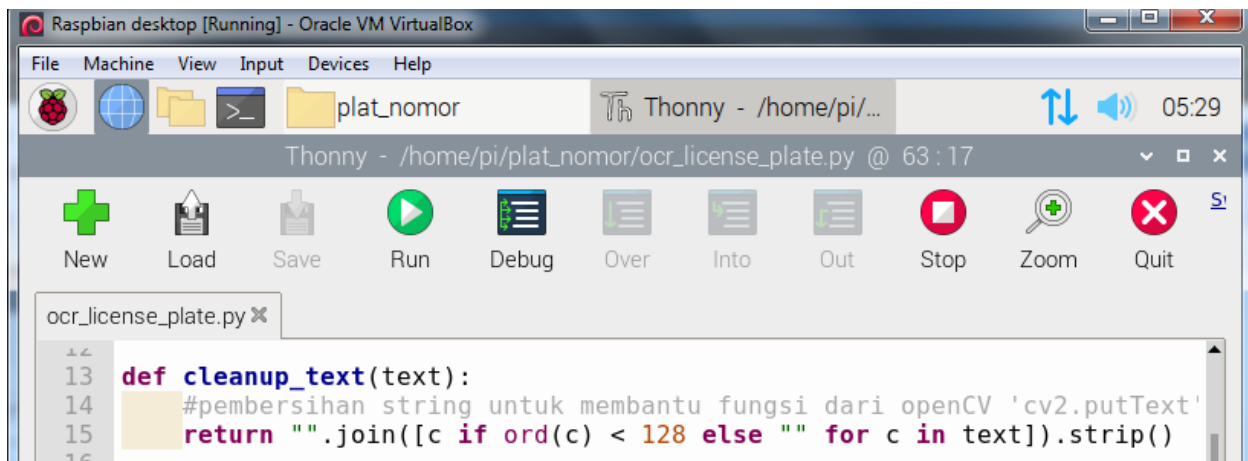 Raspbian desktop [Running] - Oracle VM VirtualBox
File Machine View Input Devices Help
>_ plat_nomor Th Thonny - /home/pi/... 05:29
Thonny - /home/pi/plat_nomor/ocr_license_plate.py @ 63 : 17
New Load Save Run Debug Over Into Out Stop Zoom Quit
ocr_license_plate.py
12
13 def cleanup_text(text):
14 #pembersihan string untuk membantu fungsi dari openCV 'cv2.putText'
15 return "".join([c if ord(c) < 128 else "" for c in text]).strip()
16